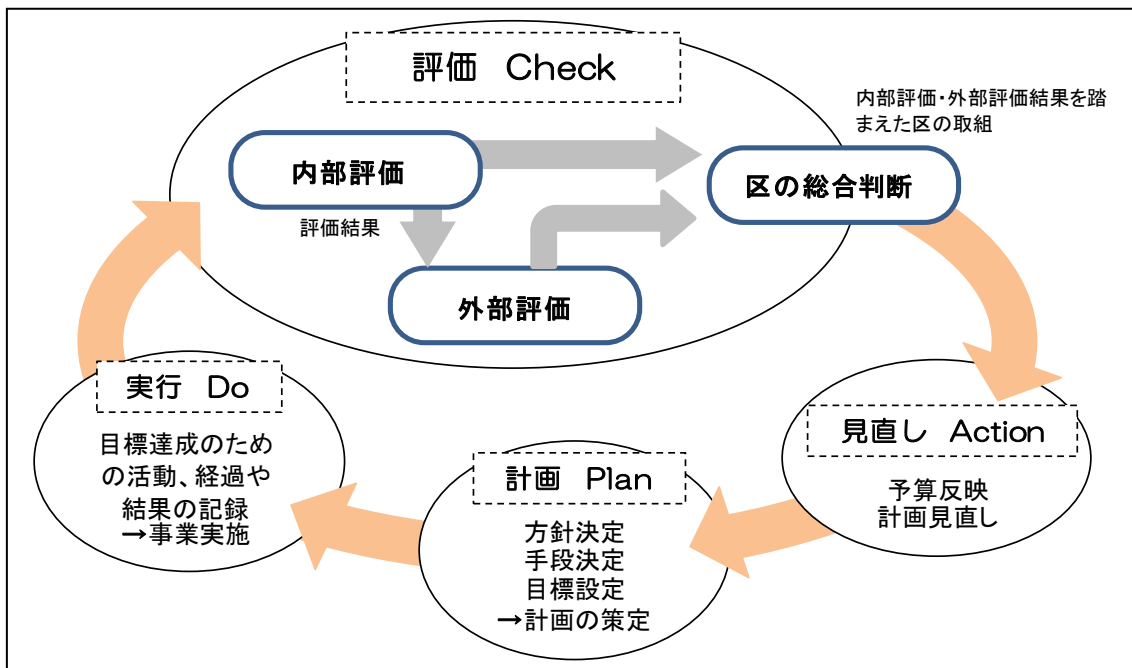 評価　Check
内部評価・外部評価結果を踏
まえた区の取組
内部評価
区の総合判断
評価結果
外部評価
実行　Do
目標達成のため
の活動、経過や
結果の記録
→事業実施
計画　Plan
方針決定
手段決定
目標設定
→計画の策定
見直し　Action
予算反映
計画見直し